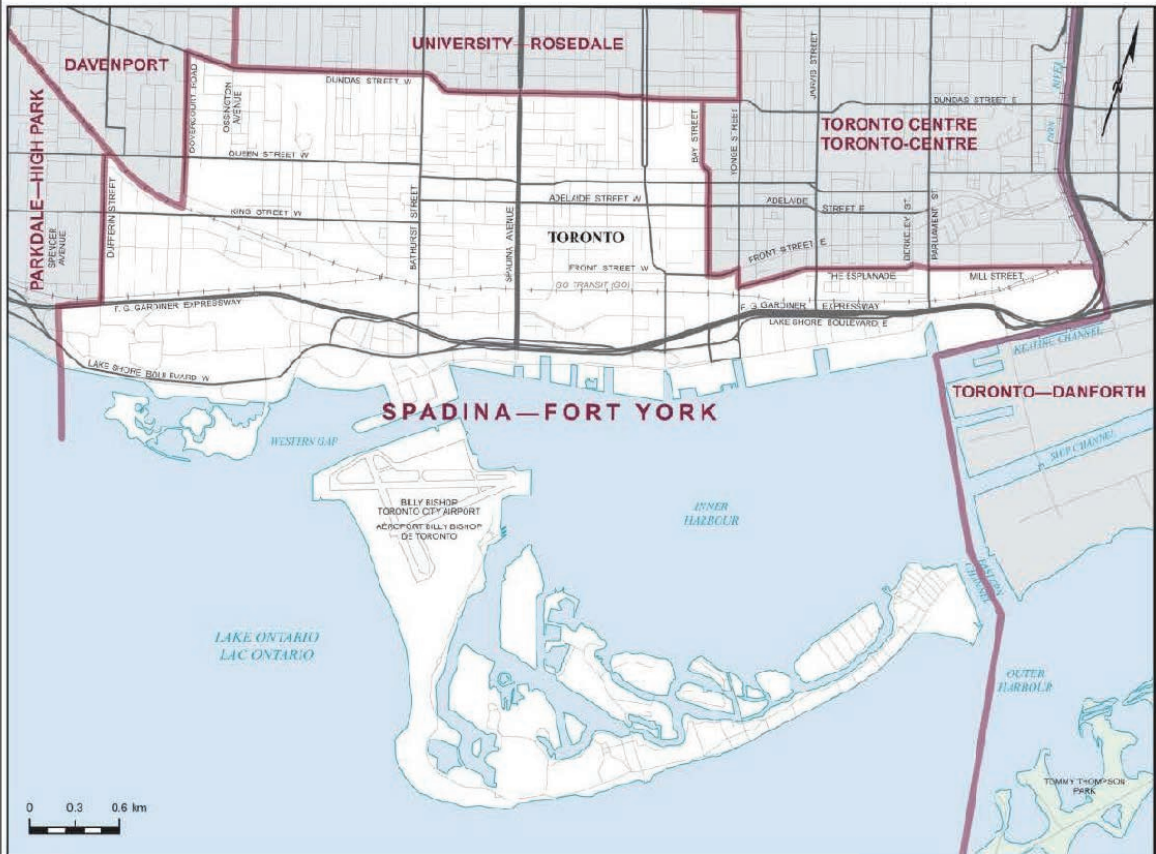 UNIVERSITY—ROSEDALE
DAVENPORT
PARKDALE—HIGH PARK
DOVERCOURT ROAD
OSSINGTON
AVENUE
DUNDAS STREET W
JARVIS STREET
DUNDAS STREET E
DON RIVER
N
TORONTO CENTRE
TORONTO-CENTRE
BAY STREET
YONGE STREET
QUEEN STREET W
ADELAIDE STREET W
ADELAIDE STREET E
KING STREET W
SPENCER
AVENUE
DUFFERIN STREET
BATHURST STREET
SPADINA AVENUE
TORONTO
BERKELEY ST.
PARLIAMENT ST.
FRONT STREET E
FRONT STREET W
GO TRANSIT (GO)
THE ESPLANADE
MILL STREET
F. G. GARDINER EXPRESSWAY
F. G. GARDINER EXPRESSWAY
LAKE SHORE BOULEVARD E
KEATING CHANNEL
LAKE SHORE BOULEVARD W
TORONTO—DANFORTH
SPADINA—FORT YORK
WESTERN GAP
SHIP CHANNEL
BILLY BISHOP
TORONTO CITY AIRPORT
AÉROPORT BILLY BISHOP
DE TORONTO
INNER
HARBOUR
EASTERN
CHANNEL
LAKE ONTARIO
LAC ONTARIO
OUTER
HARBOUR
TOMMY THOMPSON
PARK
0 0.3 0.6 km